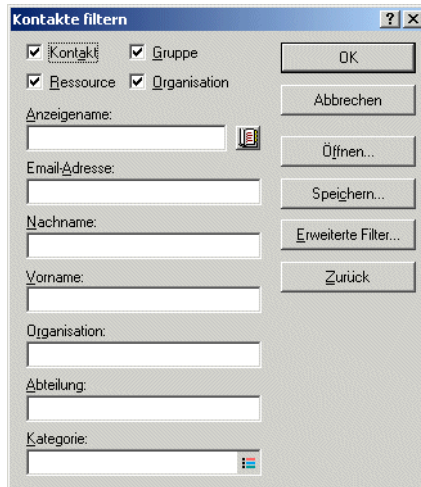 Kontakte filtern
Kontakt Gruppe
Ressource Organisation
OK
Abbrechen
Anzeigename:
Öffnen...
Email-Adresse:
Speichern...
Nachname:
Erweiterte Filter...
Vorname:
Zurück
Organisation:
Abteilung:
Kategorie: